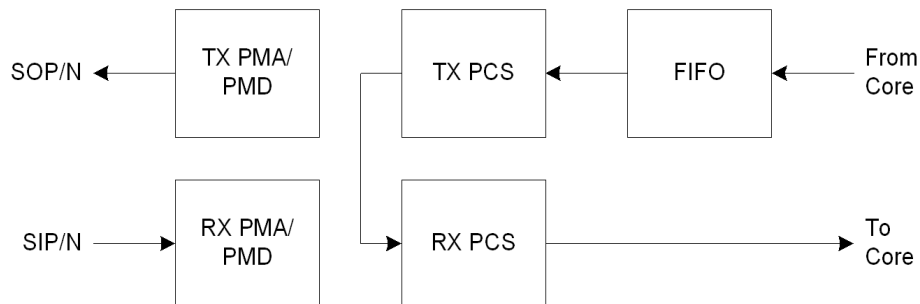 SOP/N
TX PMA/
PMD
TX PCS
FIFO
From
Core
SIP/N
RX PMA/
PMD
RX PCS
To
Core